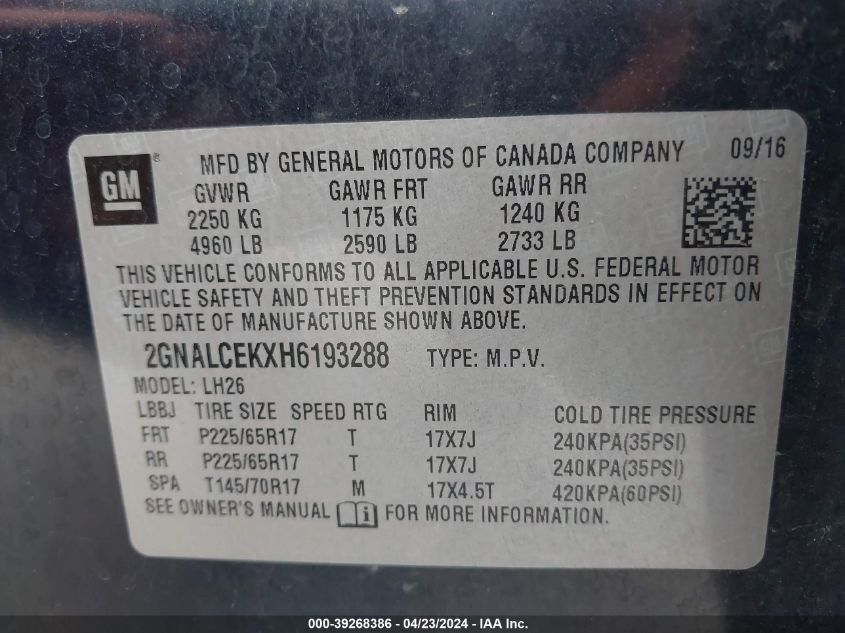 GM ® MFD BY GENERAL MOTORS OF CANADA COMPANY 09/16
GVWR GAWR FRT GAWR RR
2250 KG 1175 KG 1240 KG
4960 LB 2590 LB 2733 LB
THIS VEHICLE CONFORMS TO ALL APPLICABLE U.S. FEDERAL MOTOR
VEHICLE SAFETY AND THEFT PREVENTION STANDARDS IN EFFECT ON
THE DATE OF MANUFACTURE SHOWN ABOVE.
2GNALCEKXH6193288 TYPE: M.P.V.
MODEL: LH26
LBBJ TIRE SIZE SPEED RTG RIM COLD TIRE PRESSURE
FRT P225/65R17 T 17X7J 240KPA(35PSI)
RR P225/65R17 T 17X7J 240KPA(35PSI)
SPA T145/70R17 M 17X4.5T 420KPA(60PSI)
SEE OWNER'S MANUAL i FOR MORE INFORMATION.
000-39268386 - 04/23/2024 - IAA Inc.